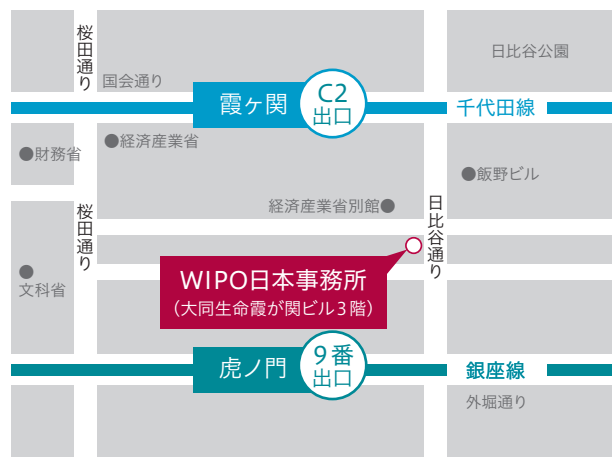 桜田通り
日比谷公園
国会通り
霞ヶ関
C2
出口
千代田線
●経済産業省
●財務省
●飯野ビル
桜田通り
経済産業省別館●
日比谷通り
●
文科省
WIPO日本事務所
（大同生命霞が関ビル3階）
虎ノ門
9番
出口
銀座線
外堀通り